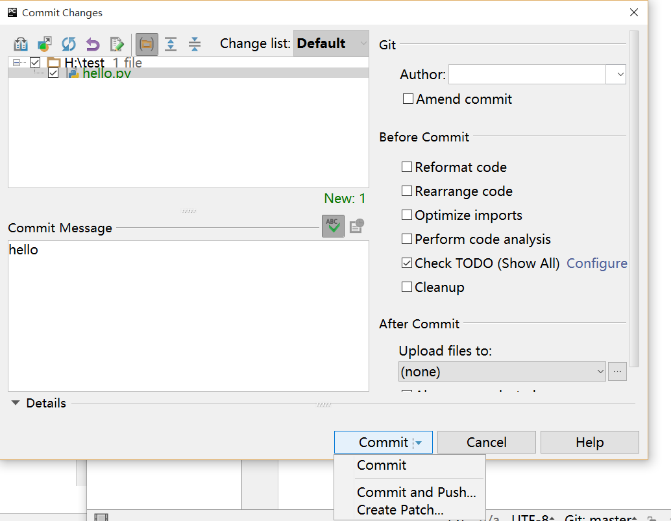 Commit Changes
Change list: Default
H:\test 1 file
hello.py
New: 1
Commit Message
hello
Git
Author:
Amend commit
Before Commit
Reformat code
Rearrange code
Optimize imports
Perform code analysis
Check TODO (Show All) Configure
Cleanup
After Commit
Upload files to:
(none)
Details
Commit Cancel Help
Commit
Commit and Push...
Create Patch...
n/a UTF-8 Git: master